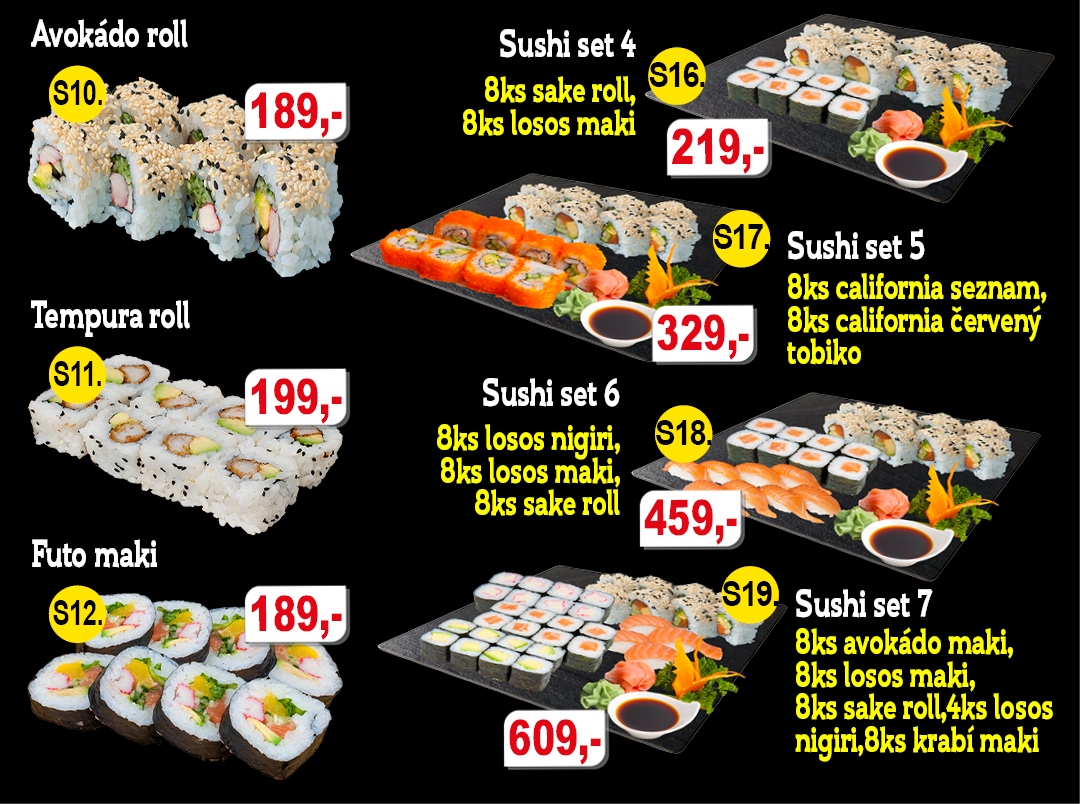 Avokádo roll
S10.
189,-
Tempura roll
S11.
199,-
Futo maki
S12.
189,-
Sushi set 4
8ks sake roll,
8ks losos maki
S16.
219,-
S17.
Sushi set 5
8ks california seznam,
8ks california červený
tobiko
329,-
Sushi set 6
8ks losos nigiri,
8ks losos maki,
8ks sake roll
S18.
459,-
S19.
Sushi set 7
8ks avokádo maki,
8ks losos maki,
8ks sake roll,4ks losos
nigiri,8ks krabí maki
609,-